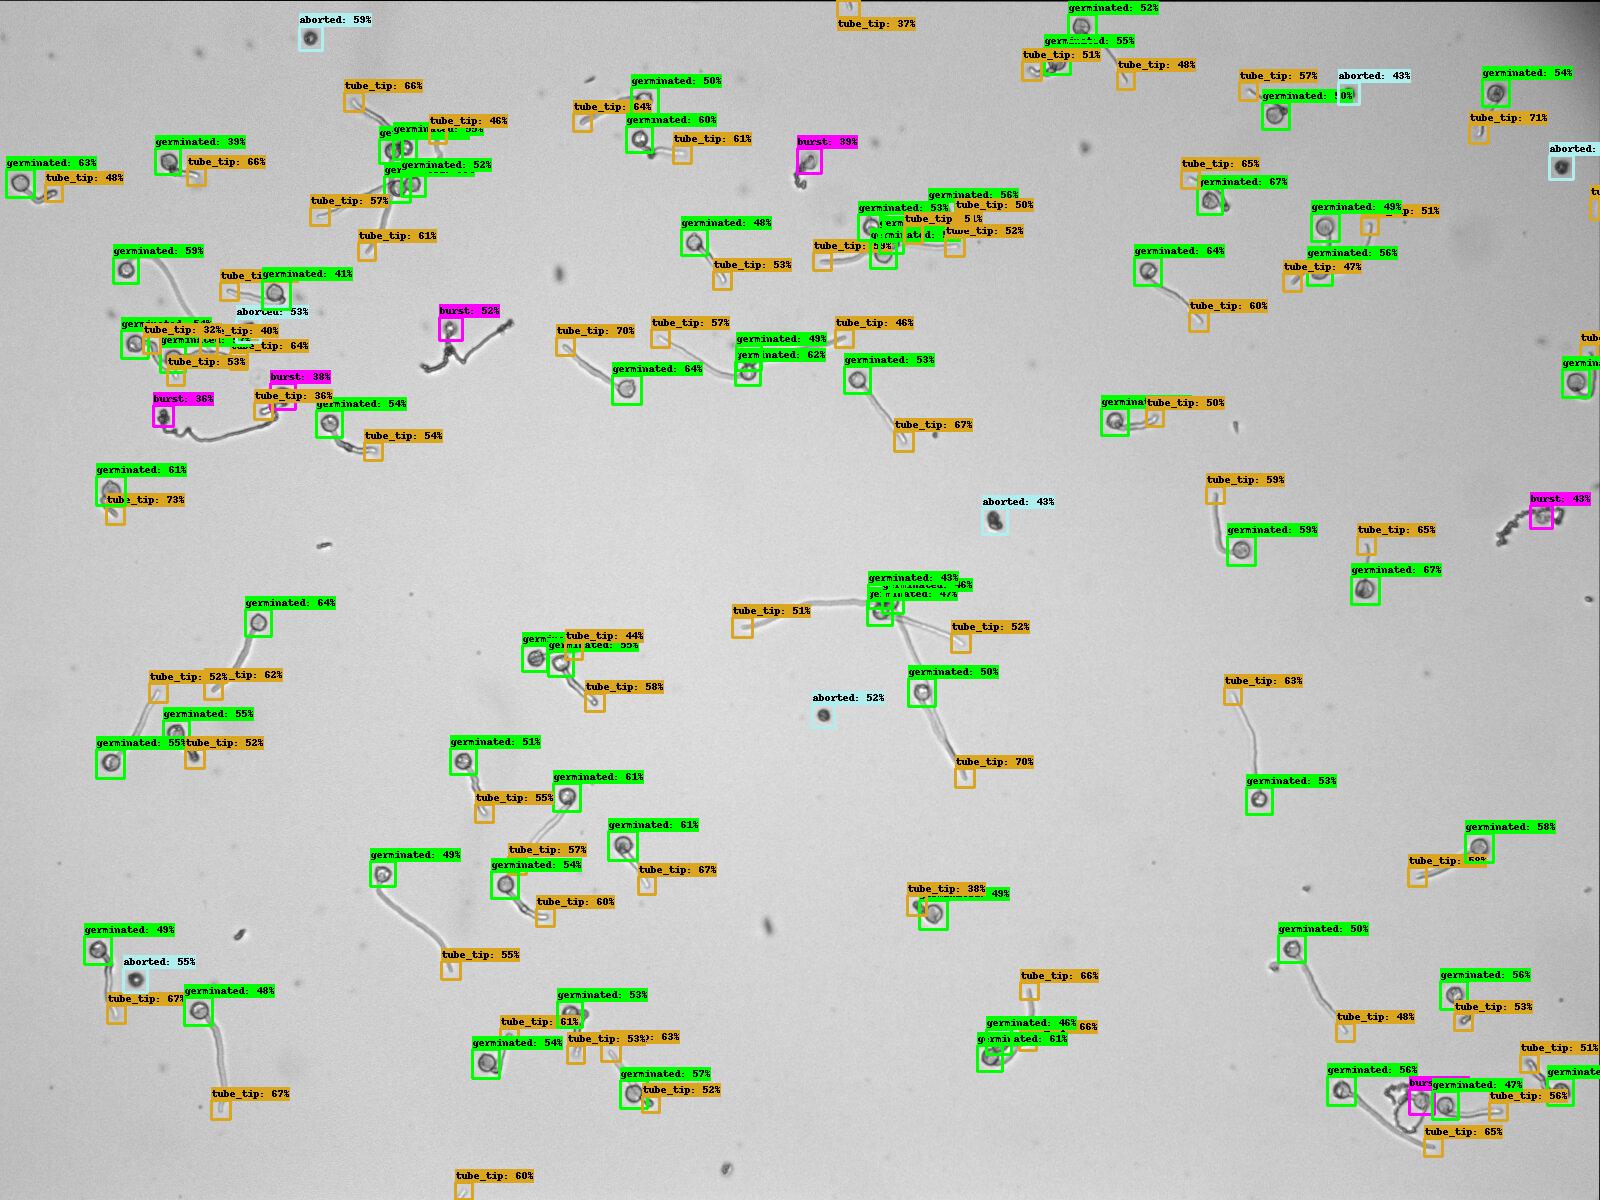 germinated: 52%
aborted: 59%
tube_tip: 37%
germinated: 55%
tube_tip: 51%
tube_tip: 48%
germinated: 54%
tube_tip: 57%
aborted: 43%
germinated: 50%
tube_tip: 66%
tube_tip: 64%
germinated: 60%
tube_tip: 71%
tube_tip: 46%
germinated: 39%
tube_tip: 61%
burst: 39%
aborted:
germinated: 63%
tube_tip: 66%
tube_tip: 48%
germinated: 52%
tube_tip: 65%
germinated: 67%
tube_tip: 57%
germinated: 56%
germinated: 53%
tube_tip: 50%
germinated: 49%
51%
germinated: 48%
tube_tip: 52%
tube_tip: 61%
germinated: 59%
germinated: 64%
germinated: 56%
tube_tip: 53%
tube_tip: 47%
germinated: 41%
tube_tip: 60%
aborted: 53%
burst: 52%
tube_tip: 32%
40%
tube_tip: 70%
tube_tip: 57%
tube_tip: 46%
germinated: 49%
tube_tip: 64%
germinated: 62%
tube_tip: 53%
germinated: 64%
germinated: 53%
burst: 38%
burst: 36%
tube_tip: 36%
germinated: 54%
tube_tip: 50%
tube_tip: 54%
tube_tip: 67%
germinated: 61%
tube_tip: 73%
tube_tip: 59%
aborted: 43%
burst: 43%
germinated: 59%
tube_tip: 65%
germinated: 67%
germinated: 43%
germinated: 64%
tube_tip: 51%
tube_tip: 52%
tube_tip: 44%
germinated: 55%
germinated: 50%
tube_tip: 52%
62%
tube_tip: 58%
tube_tip: 63%
aborted: 52%
germinated: 55%
germinated: 55%
tube_tip: 52%
germinated: 51%
tube_tip: 70%
germinated: 61%
germinated: 53%
tube_tip: 55%
germinated: 61%
germinated: 58%
tube_tip: 57%
germinated: 49%
germinated: 54%
tube_tip: 67%
tube_tip: 38%
49%
tube_tip: 60%
germinated: 49%
germinated: 50%
tube_tip: 55%
aborted: 55%
tube_tip: 66%
germinated: 56%
germinated: 48%
tube_tip: 67%
germinated: 53%
tube_tip: 53%
tube_tip: 48%
tube_tip: 61%
germinated: 46%
66%
germinated: 54%
tube_tip: 53%
63%
germinated: 61%
tube_tip: 51%
germinated: 57%
germinated: 56%
germinated: 47%
tube_tip: 52%
tube_tip: 67%
tube_tip: 56%
tube_tip: 65%
tube_tip: 60%